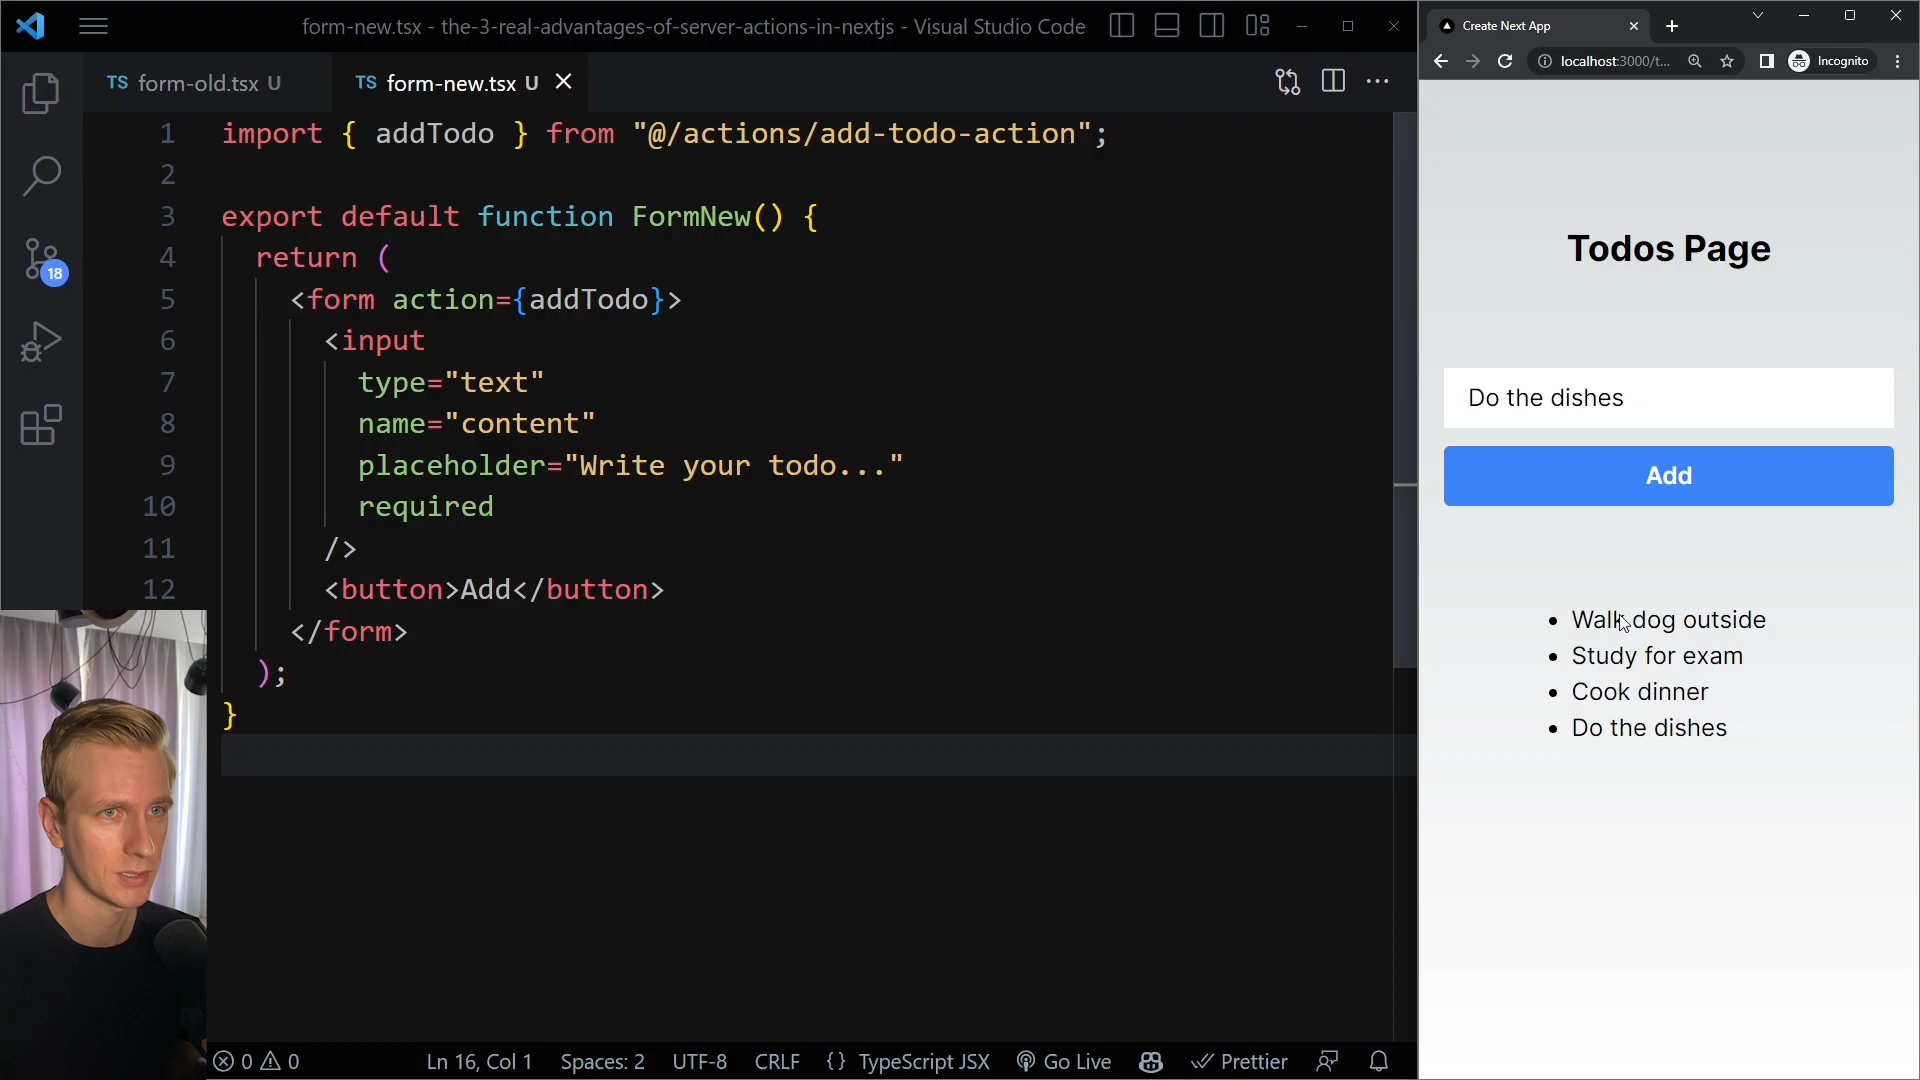 form-new.tsx - the-3-real-advantages-of-server-actions-in-nextjs - Visual Studio Code
TS form-old.tsx U
TS form-new.tsx U
18
1 import { addTodo } from "@/actions/add-todo-action";
2
3 export default function FormNew() {
4 return (
5 <form action={addTodo}>
6 <input
7 type="text"
8 name="content"
9 placeholder="Write your todo..."
10 required
11 />
12 <button>Add</button>
</form>
);
}
0 0 Ln 16, Col 1 Spaces: 2 UTF-8 CRLF {} TypeScript JSX Go Live Prettier
Create Next App
localhost:3000/t... Incognito
Todos Page
Do the dishes
Add
• Walk dog outside
• Study for exam
• Cook dinner
• Do the dishes